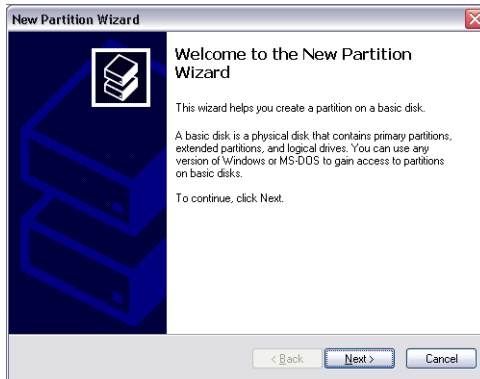 New Partition Wizard
Welcome to the New Partition
Wizard
This wizard helps you create a partition on a basic disk.
A basic disk is a physical disk that contains primary partitions,
extended partitions, and logical drives. You can use any
version of Windows or MS-DOS to gain access to partitions
on basic disks.
To continue, click Next.
< Back Next > Cancel